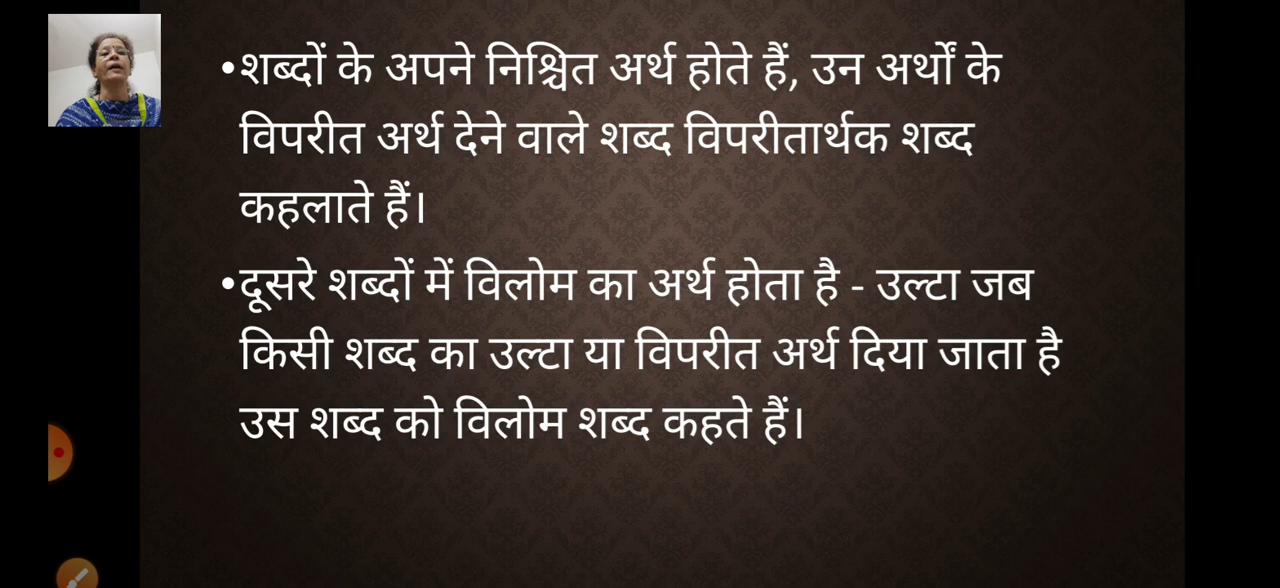 •शब्दों के अपने निश्चित अर्थ होते हैं, उन अर्थों के
विपरीत अर्थ देने वाले शब्द विपरीतार्थक शब्द
कहलाते हैं।
•दूसरे शब्दों में विलोम का अर्थ होता है - उल्टा जब
किसी शब्द का उल्टा या विपरीत अर्थ दिया जाता है
उस शब्द को विलोम शब्द कहते हैं।